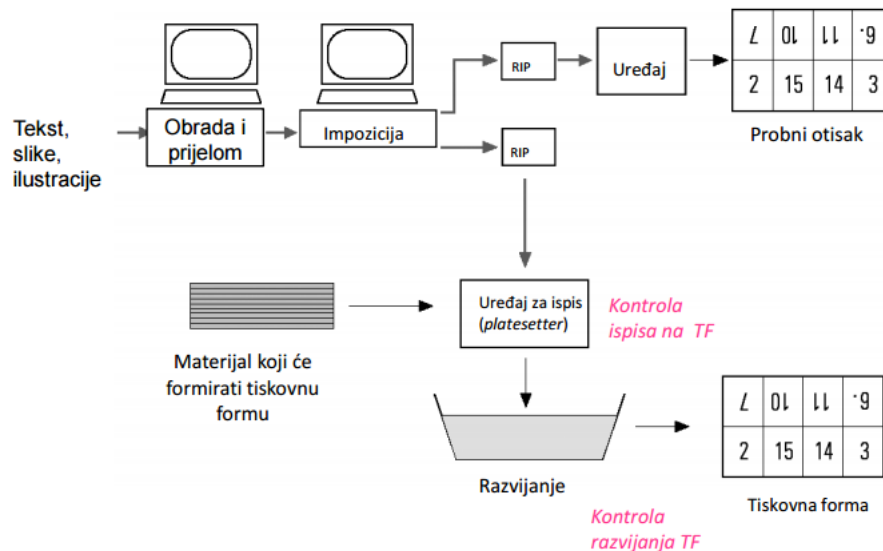 Tekst,
slike,
ilustracije
Obrada i
prijelom
Impozicija
RIP
RIP
Uređaj
7 10 11 6.
2 15 14 3
Probni otisak
Materijal koji će
formirati tiskovnu
formu
Uređaj za ispis
(platesetter)
Kontrola
ispisa na TF
Razvijanje
Kontrola
razvijanja TF
7 10 11 6.
2 15 14 3
Tiskovna forma